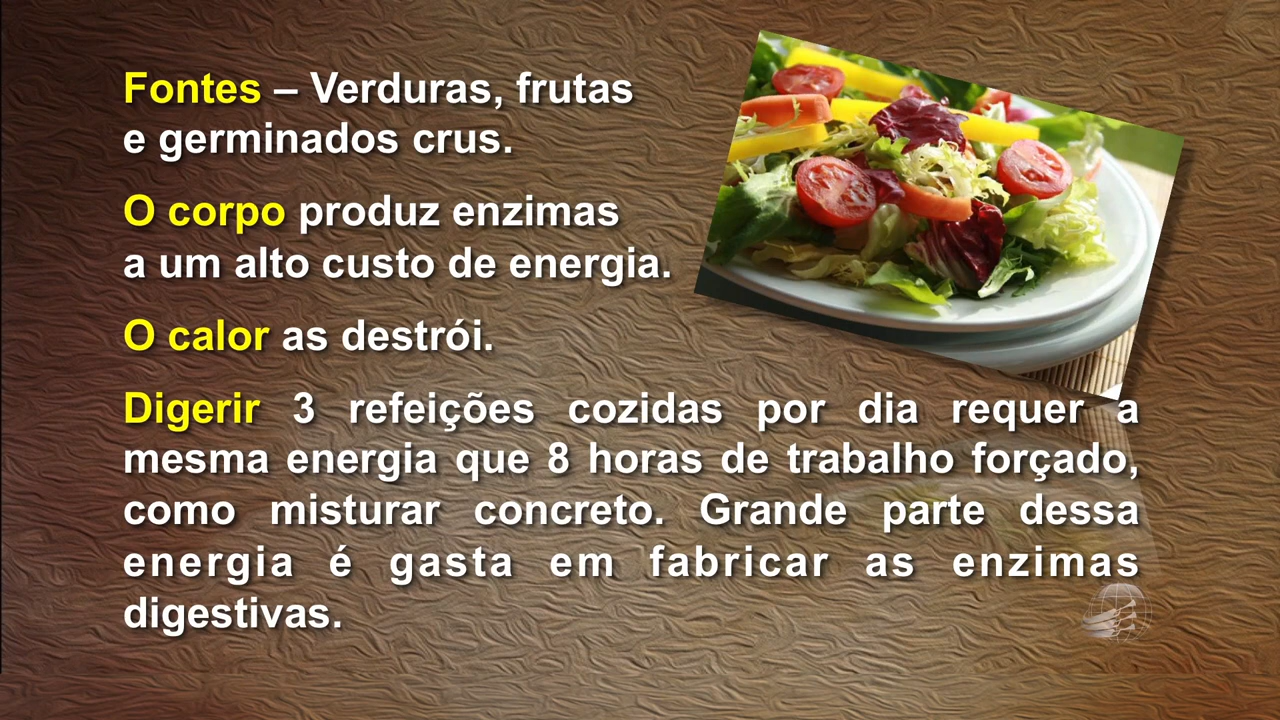 Fontes – Verduras, frutas
e germinados crus.
O corpo produz enzimas
a um alto custo de energia.
O calor as destrói.
Digerir 3 refeições cozidas por dia requer a
mesma energia que 8 horas de trabalho forçado,
como misturar concreto. Grande parte dessa
energia é gasta em fabricar as enzimas
digestivas.